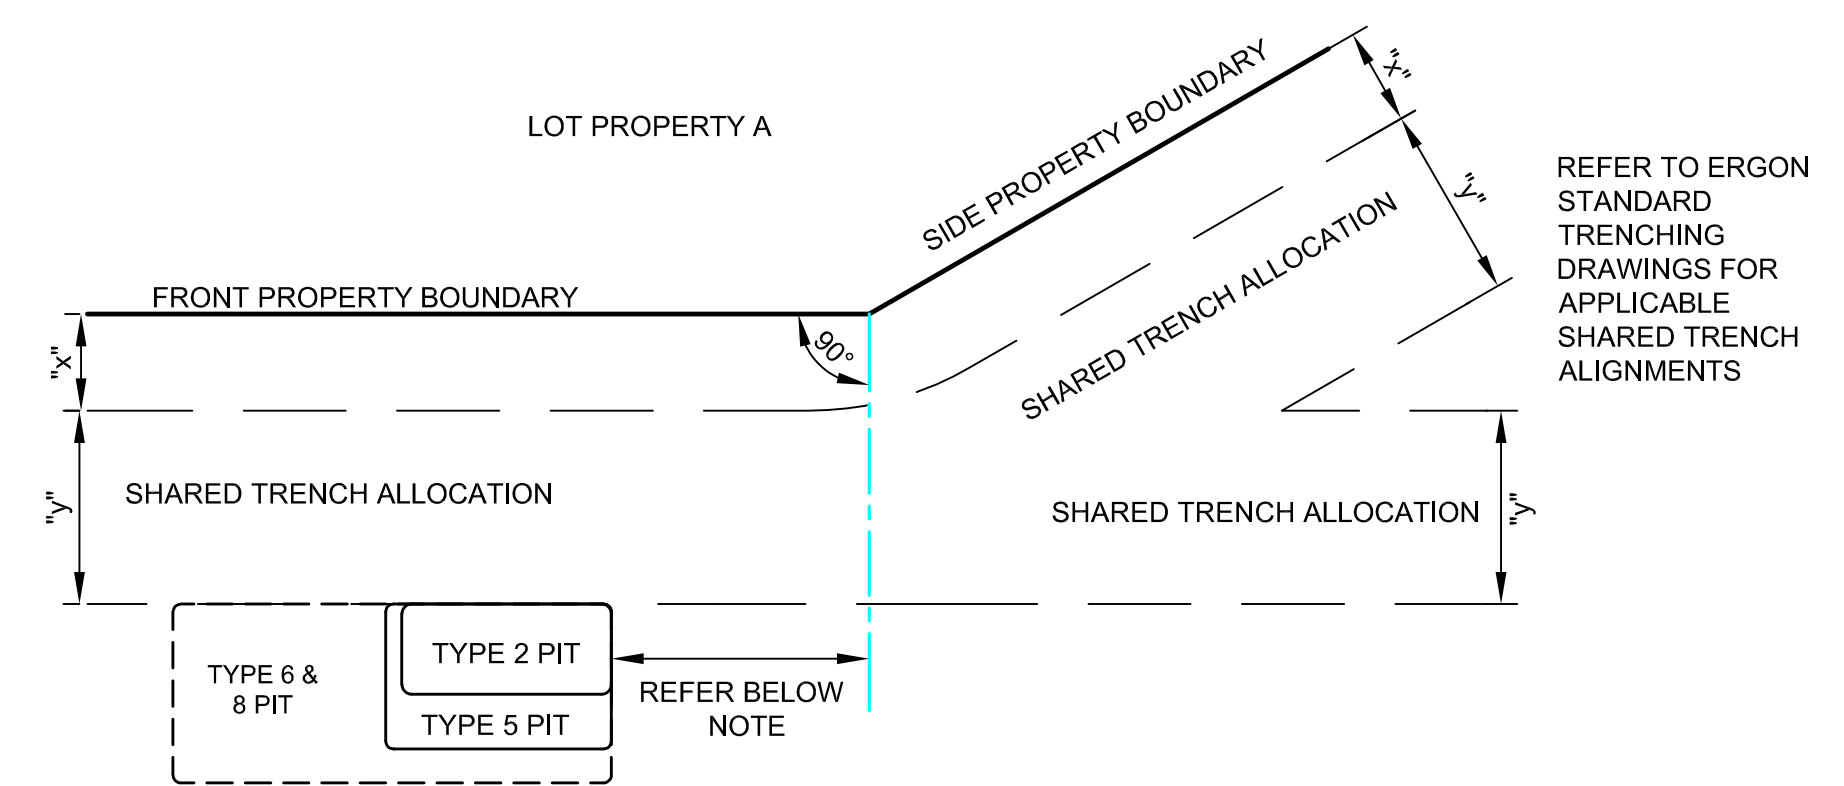 LOT PROPERTY A
SIDE PROPERTY BOUNDARY
"x"
"y"
SHARED TRENCH ALLOCATION
REFER TO ERGON
STANDARD
TRENCHING
DRAWINGS FOR
APPLICABLE
SHARED TRENCH
ALIGNMENTS
FRONT PROPERTY BOUNDARY
"x"
90°
"y"
SHARED TRENCH ALLOCATION
SHARED TRENCH ALLOCATION
"y"
TYPE 6 &
8 PIT
TYPE 2 PIT
TYPE 5 PIT
REFER BELOW
NOTE